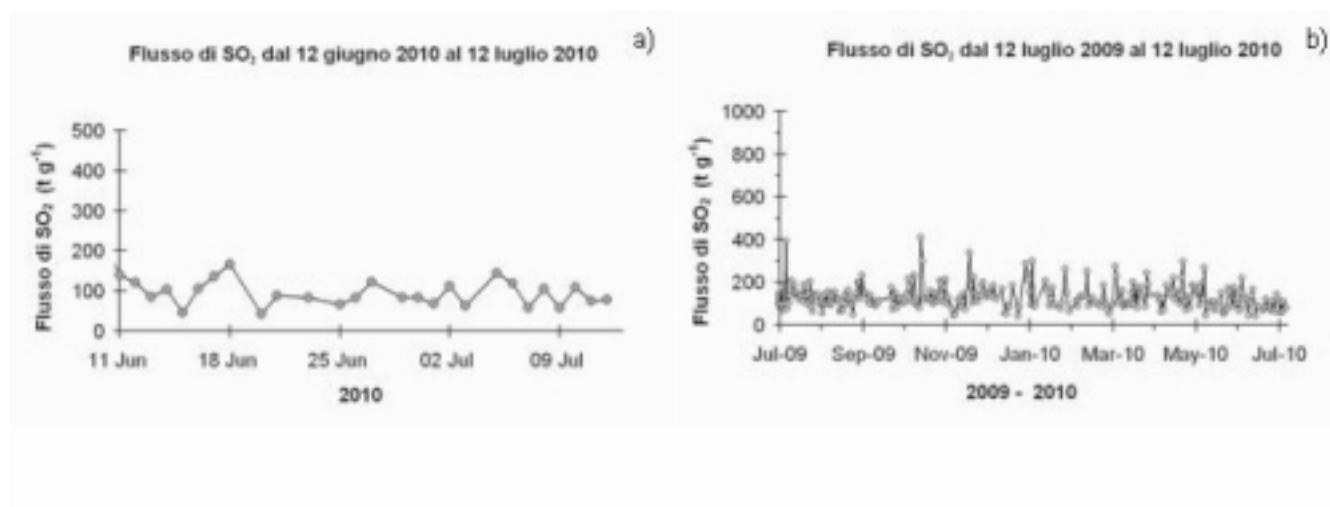 Flusso di SO₂ dal 12 giugno 2010 al 12 luglio 2010
a)
500
400
300
200
100
0
Flusso di SO₂ (t g⁻¹)
11 Jun 18 Jun 25 Jun 02 Jul 09 Jul
2010
Flusso di SO₂ dal 12 luglio 2009 al 12 luglio 2010
b)
1000
800
600
400
200
0
Flusso di SO₂ (t g⁻¹)
Jul-09 Sep-09 Nov-09 Jan-10 Mar-10 May-10 Jul-10
2009 - 2010